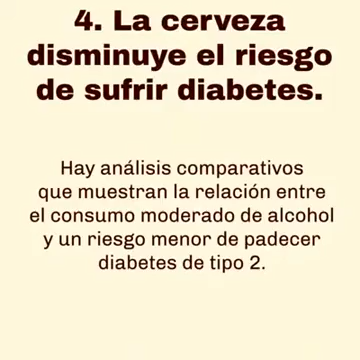 4. La cerveza
disminuye el riesgo
de sufrir diabetes.
Hay análisis comparativos
que muestran la relación entre
el consumo moderado de alcohol
y un riesgo menor de padecer
diabetes de tipo 2.